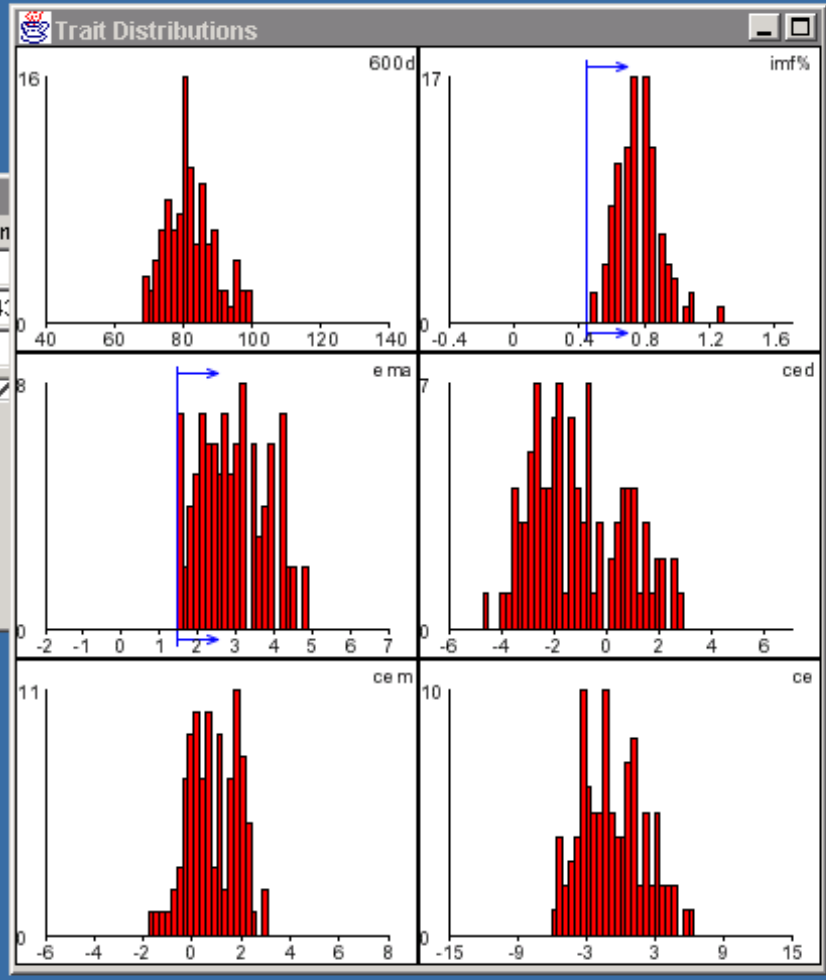 Trait Distributions
600d
16
0
40 60 80 100 120 140
imf%
17
0
-0.4 0 0.4 0.8 1.2 1.6
ema
8
0
-2 -1 0 1 2 3 4 5 6 7
ced
7
0
-6 -4 -2 0 2 4 6
cem
11
0
-6 -4 -2 0 2 4 6 8
ce
10
0
-15 -9 -3 3 9 15